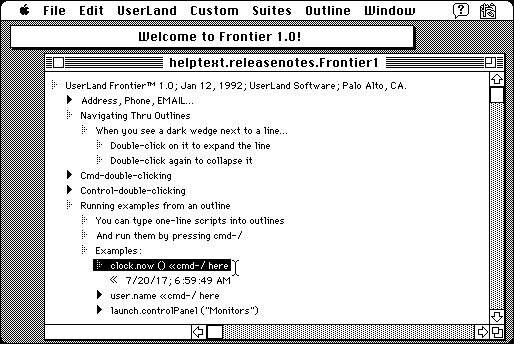 File Edit UserLand Custom Suites Outline Window
Welcome to Frontier 1.0!
helptext.releasenotes.Frontier1
UserLand Frontier™ 1.0; Jan 12, 1992; UserLand Software; Palo Alto, CA.
Address, Phone, EMAIL...
Navigating Thru Outlines
When you see a dark wedge next to a line...
Double-click on it to expand the line
Double-click again to collapse it
Cmd-double-clicking
Control-double-clicking
Running examples from an outline
You can type one-line scripts into outlines
And run them by pressing cmd-/
Examples:
clock.now () «cmd-/ here
« 7/20/17; 6:59:49 AM
user.name «cmd-/ here
launch.controlPanel ("Monitors")